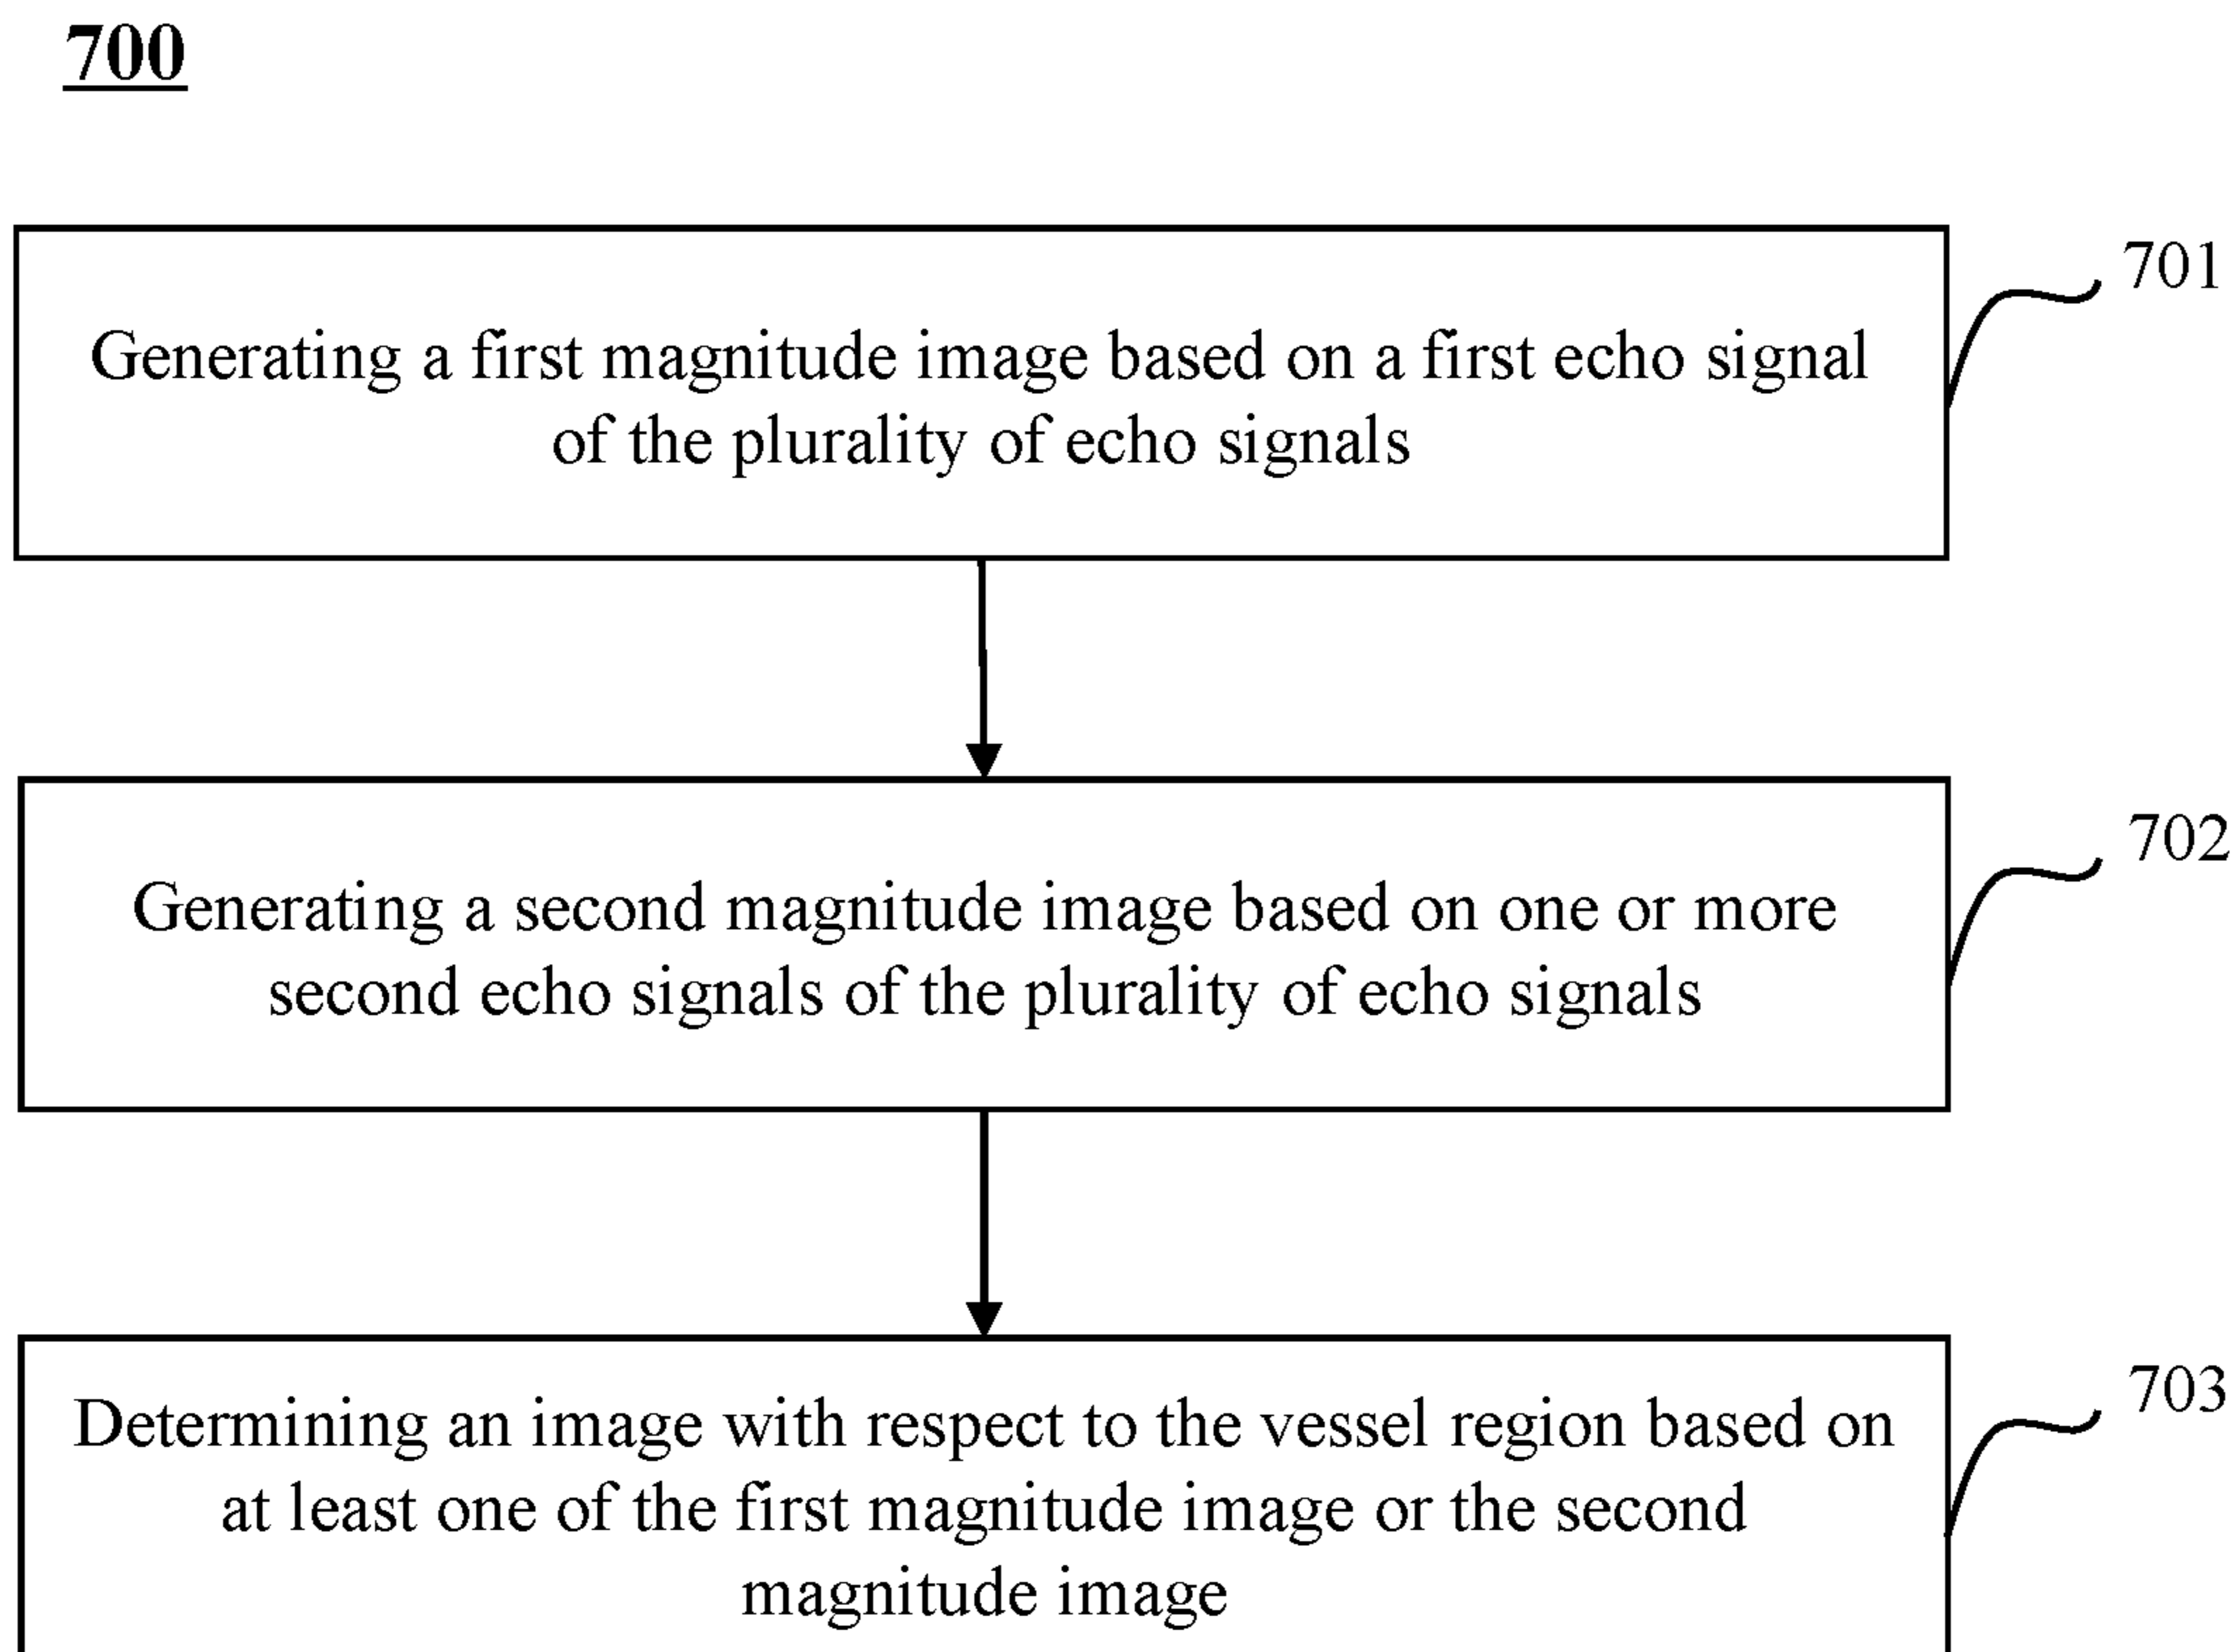 700
701
Generating a first magnitude image based on a first echo signal
of the plurality of echo signals
702
Generating a second magnitude image based on one or more
second echo signals of the plurality of echo signals
703
Determining an image with respect to the vessel region based on
at least one of the first magnitude image or the second
magnitude image